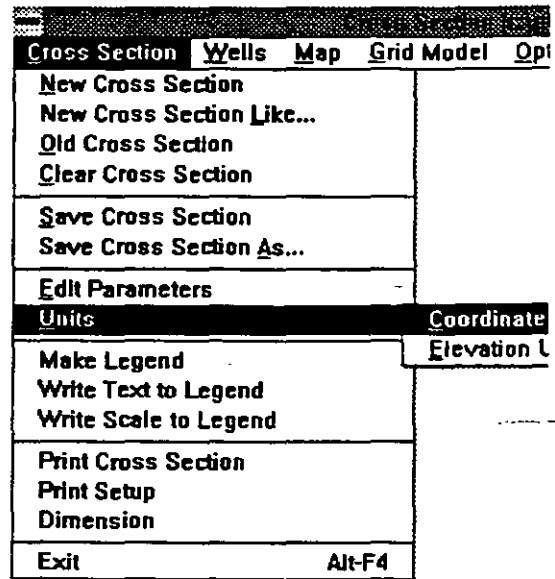 Cross Section Wells Map Grid Model Opt
New Cross Section
New Cross Section Like...
Old Cross Section
Clear Cross Section
Save Cross Section
Save Cross Section As...
Edit Parameters
Units Coordinate
Elevation U
Make Legend
Write Text to Legend
Write Scale to Legend
Print Cross Section
Print Setup
Dimension
Exit Alt-F4